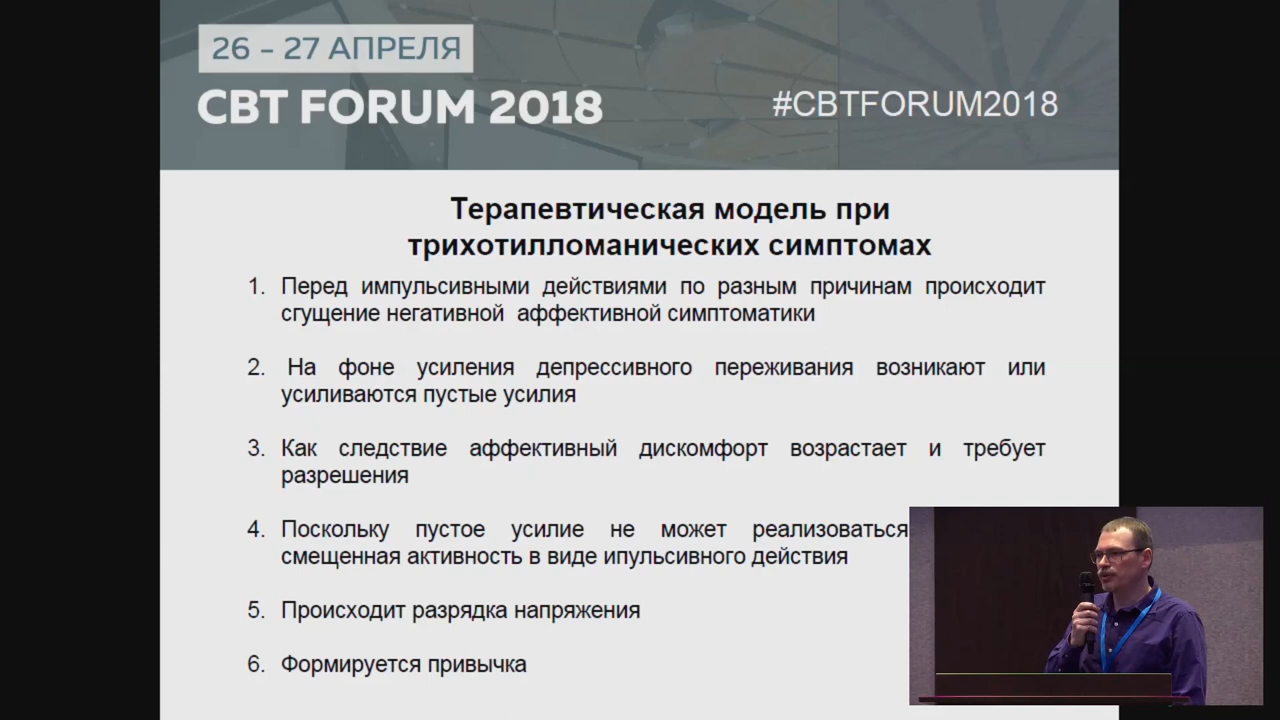 26 – 27 АПРЕЛЯ
CBT FORUM 2018
#CBTFORUM2018
Терапевтическая модель при
трихотилломанических симптомах
1. Перед импульсивными действиями по разным причинам происходит
сгущение негативной аффективной симптоматики
2. На фоне усиления депрессивного переживания возникают или
усиливаются пустые усилия
3. Как следствие аффективный дискомфорт возрастает и требует
разрешения
4. Поскольку пустое усилие не может реализоваться
смещенная активность в виде ипульсивного действия
5. Происходит разрядка напряжения
6. Формируется привычка